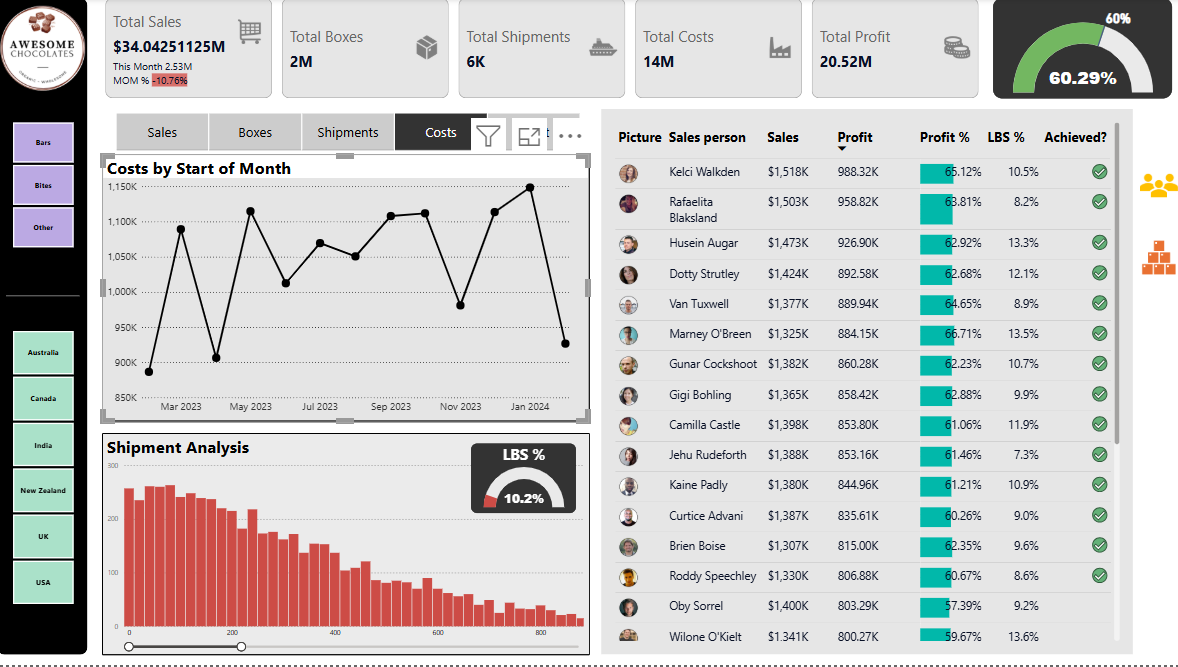 AWESOME
CHOCOLATES
ORGANIC - WHOLESOME
Bars
Bites
Other
Australia
Canada
India
New Zealand
UK
USA
Total Sales
$34.04251125M
This Month 2.53M
MOM % -10.76%
Total Boxes
2M
Total Shipments
6K
Total Costs
14M
Total Profit
20.52M
60%
60.29%
Sales Boxes Shipments Costs
Costs by Start of Month
1,150K
1,100K
1,050K
1,000K
950K
900K
850K
Mar 2023 May 2023 Jul 2023 Sep 2023 Nov 2023 Jan 2024
Shipment Analysis
LBS %
10.2%
300
200
100
0
0 200 400 600 800
Picture Sales person Sales Profit Profit % LBS % Achieved?
Kelci Walkden $1,518K 988.32K 65.12% 10.5%
Rafaelita
Blaksland $1,503K 958.82K 63.81% 8.2%
Husein Augar $1,473K 926.90K 62.92% 13.3%
Dotty Strutley $1,424K 892.58K 62.68% 12.1%
Van Tuxwell $1,377K 889.94K 64.65% 8.9%
Marney O'Breen $1,325K 884.15K 66.71% 13.5%
Gunar Cockshoot $1,382K 860.28K 62.23% 10.7%
Gigi Bohling $1,365K 858.42K 62.88% 9.9%
Camilla Castle $1,398K 853.80K 61.06% 11.9%
Jehu Rudeforth $1,388K 853.16K 61.46% 7.3%
Kaine Padly $1,380K 844.96K 61.21% 10.9%
Curtice Advani $1,387K 835.61K 60.26% 9.0%
Brien Boise $1,307K 815.00K 62.35% 9.6%
Roddy Speechley $1,330K 806.88K 60.67% 8.6%
Oby Sorrel $1,400K 803.29K 57.39% 9.2%
Wilone O'Kielt $1,341K 800.27K 59.67% 13.6%